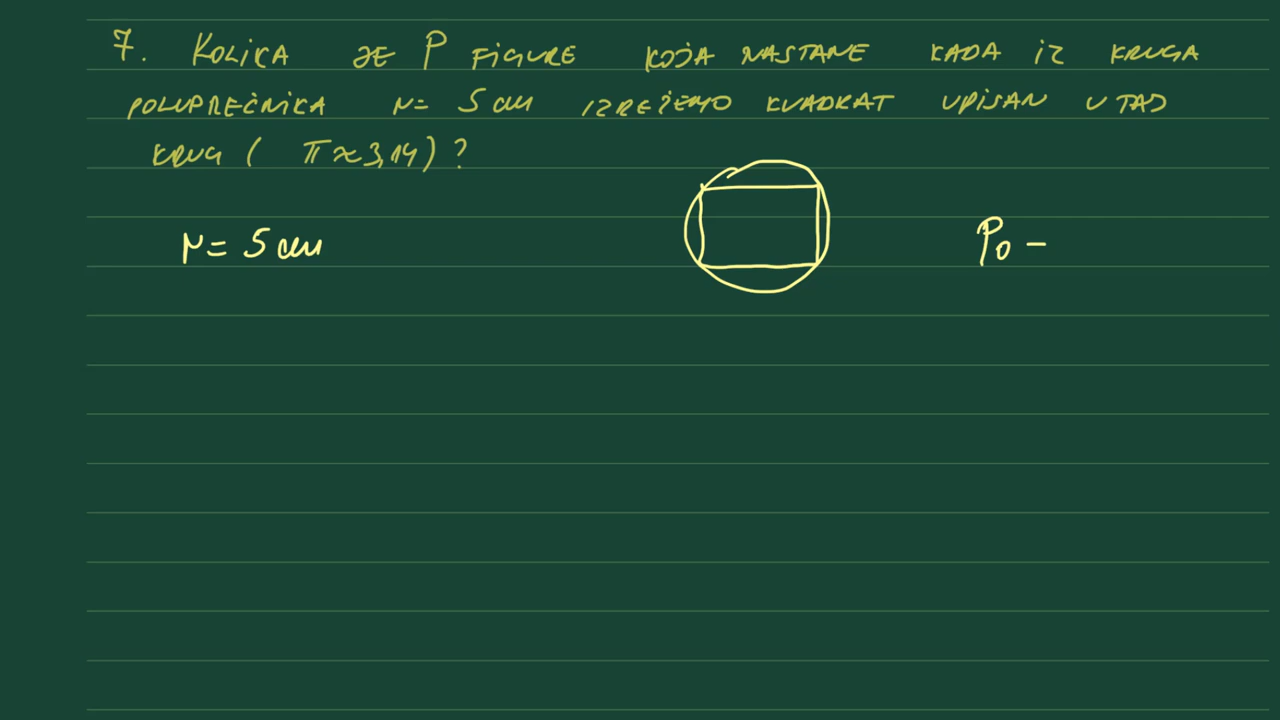 7. KOLIKA JE P FIGURE KOJA NASTANE KADA IZ KRUGA
POLUPREČNIKA r= 5 cm IZREŽEMO KVADRAT UPISAN U TAJ
KRUG ( π≈3,14) ?
r= 5 cm
P₀ –